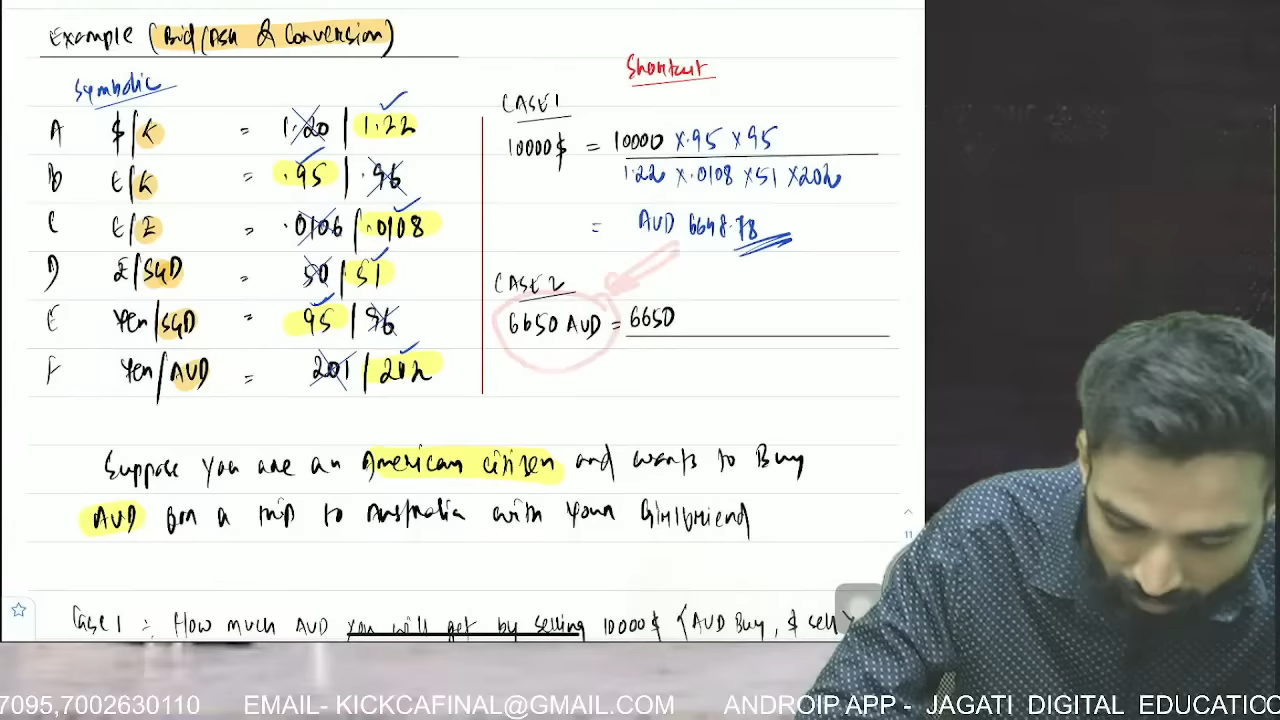 Example (Bid/Ask & Conversion)
Symbolic
A $/K = 1.20 | 1.22
B £/K = .95 | .96
C £/£ = .0106 | .0108
D £/SGD = 50 | 51
E Yen/SGD = 95 | 96
F Yen/AUD = 201 | 202
Shortcut
CASE 1
10000$ = 10000 x .95 x 95
1.22 x .0108 x 51 x 202
= AUD 6648.78
CASE 2
6650 AUD = 6650
Suppose you are an American citizen and wants to Buy
AUD for a trip to Australia with your Girlfriend
11
Case 1 :- How much AUD you will get by selling 10000$ (AUD Buy, $ sell
7095,7002630110 EMAIL- KICKCAFINAL@GMAIL.COM ANDROIP APP - JAGATI DIGITAL EDUCATIO